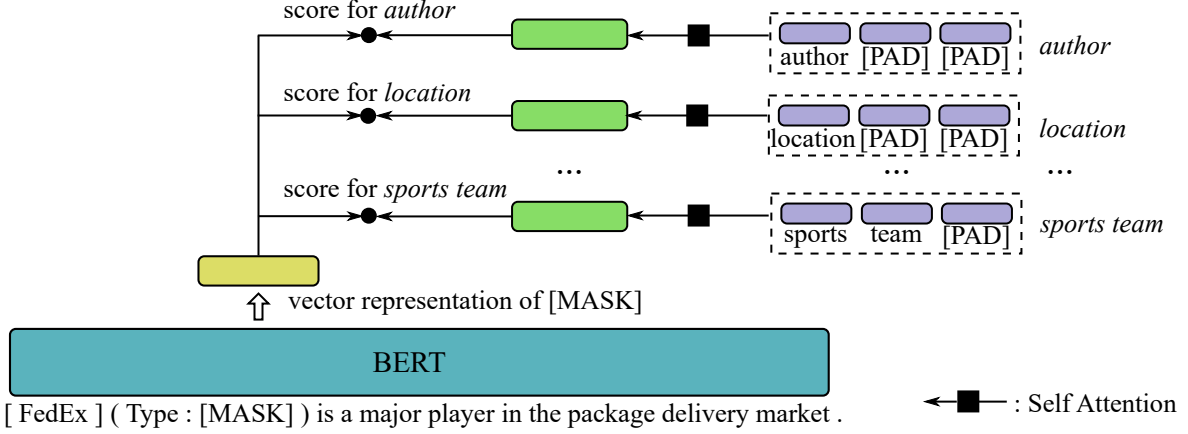 score for author
author [PAD] [PAD]
author
score for location
location [PAD] [PAD]
location
... ... ...
score for sports team
sports team [PAD]
sports team
vector representation of [MASK]
BERT
[ FedEx ] ( Type : [MASK] ) is a major player in the package delivery market .
: Self Attention